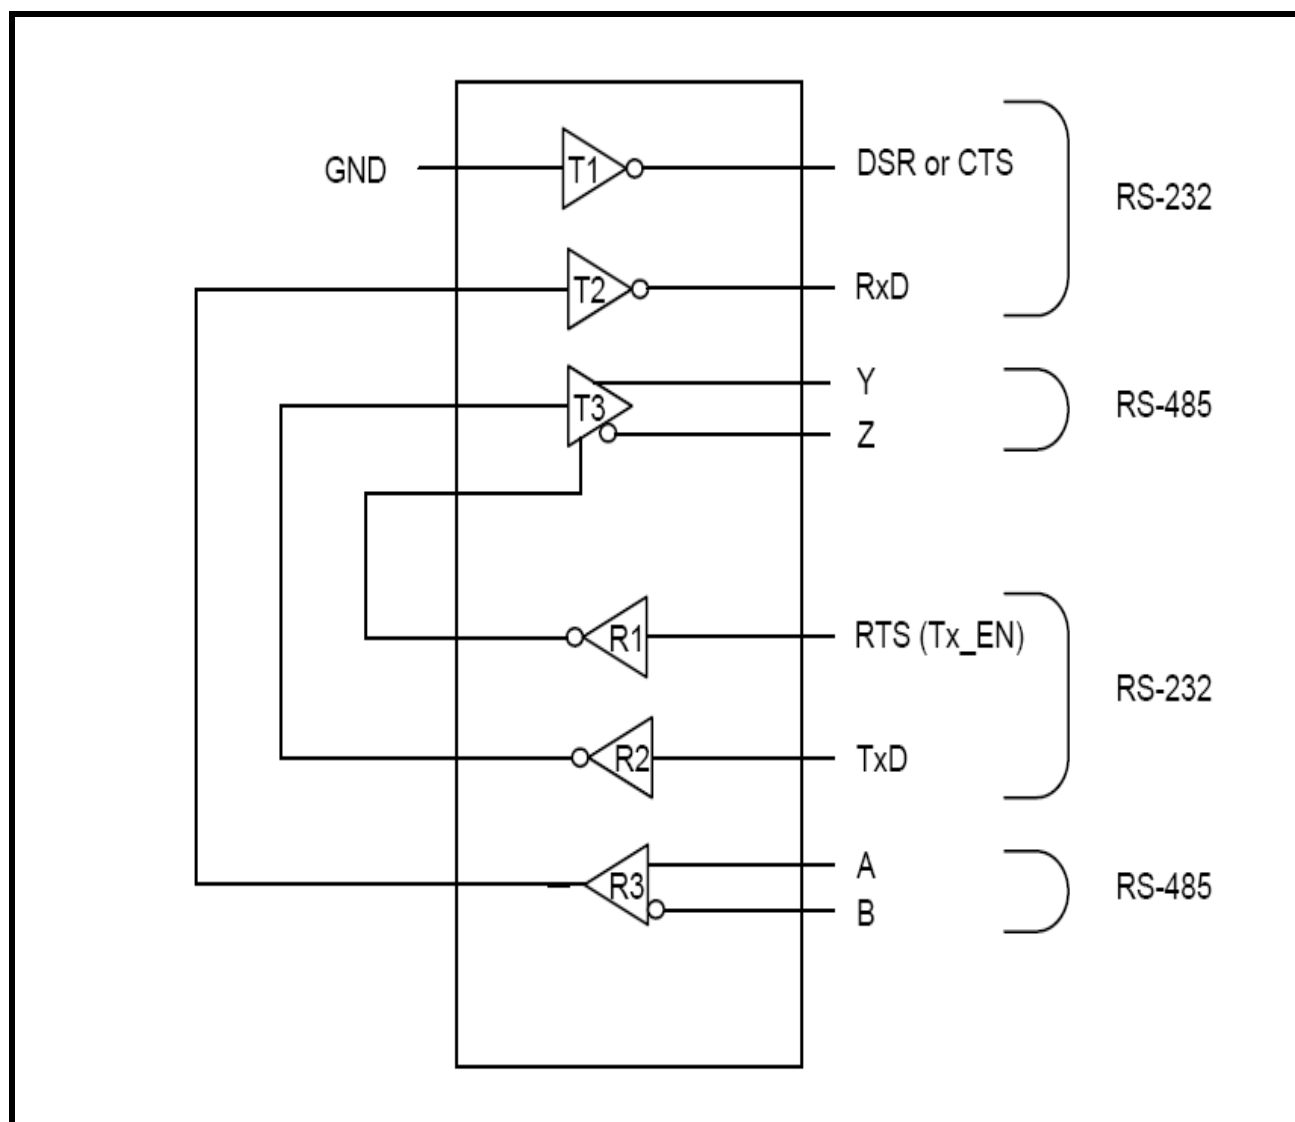 GND
T1
DSR or CTS
RS-232
T2
RxD
T3
Y
Z
RS-485
R1
RTS (Tx_EN)
RS-232
R2
TxD
R3
A
B
RS-485